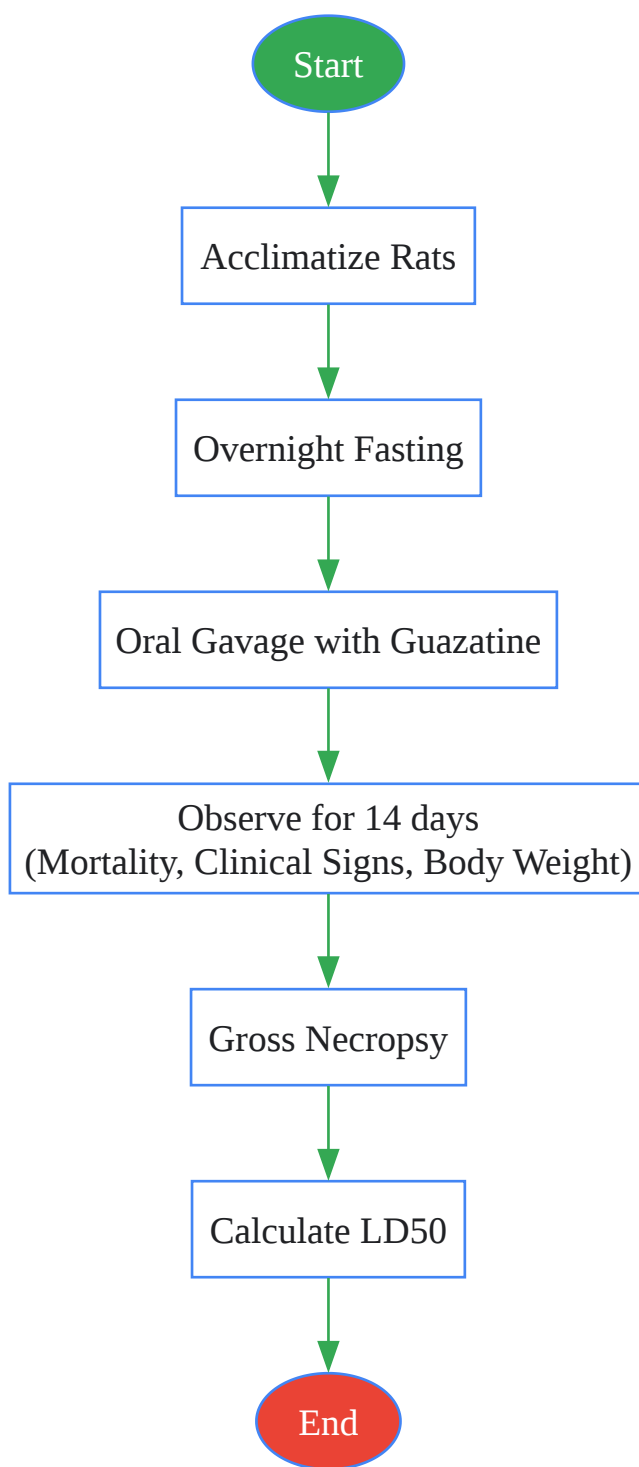 Start
Acclimatize Rats
Overnight Fasting
Oral Gavage with Guazatine
Observe for 14 days
(Mortality, Clinical Signs, Body Weight)
Gross Necropsy
Calculate LD50
End